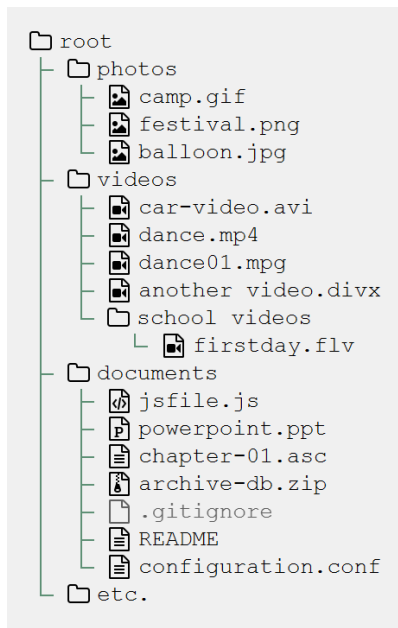 root
photos
camp.gif
festival.png
balloon.jpg
videos
car-video.avi
dance.mp4
dance01.mpg
another video.divx
school videos
firstday.flv
documents
jsfile.js
powerpoint.ppt
chapter-01.asc
archive-db.zip
.gitignore
README
configuration.conf
etc.